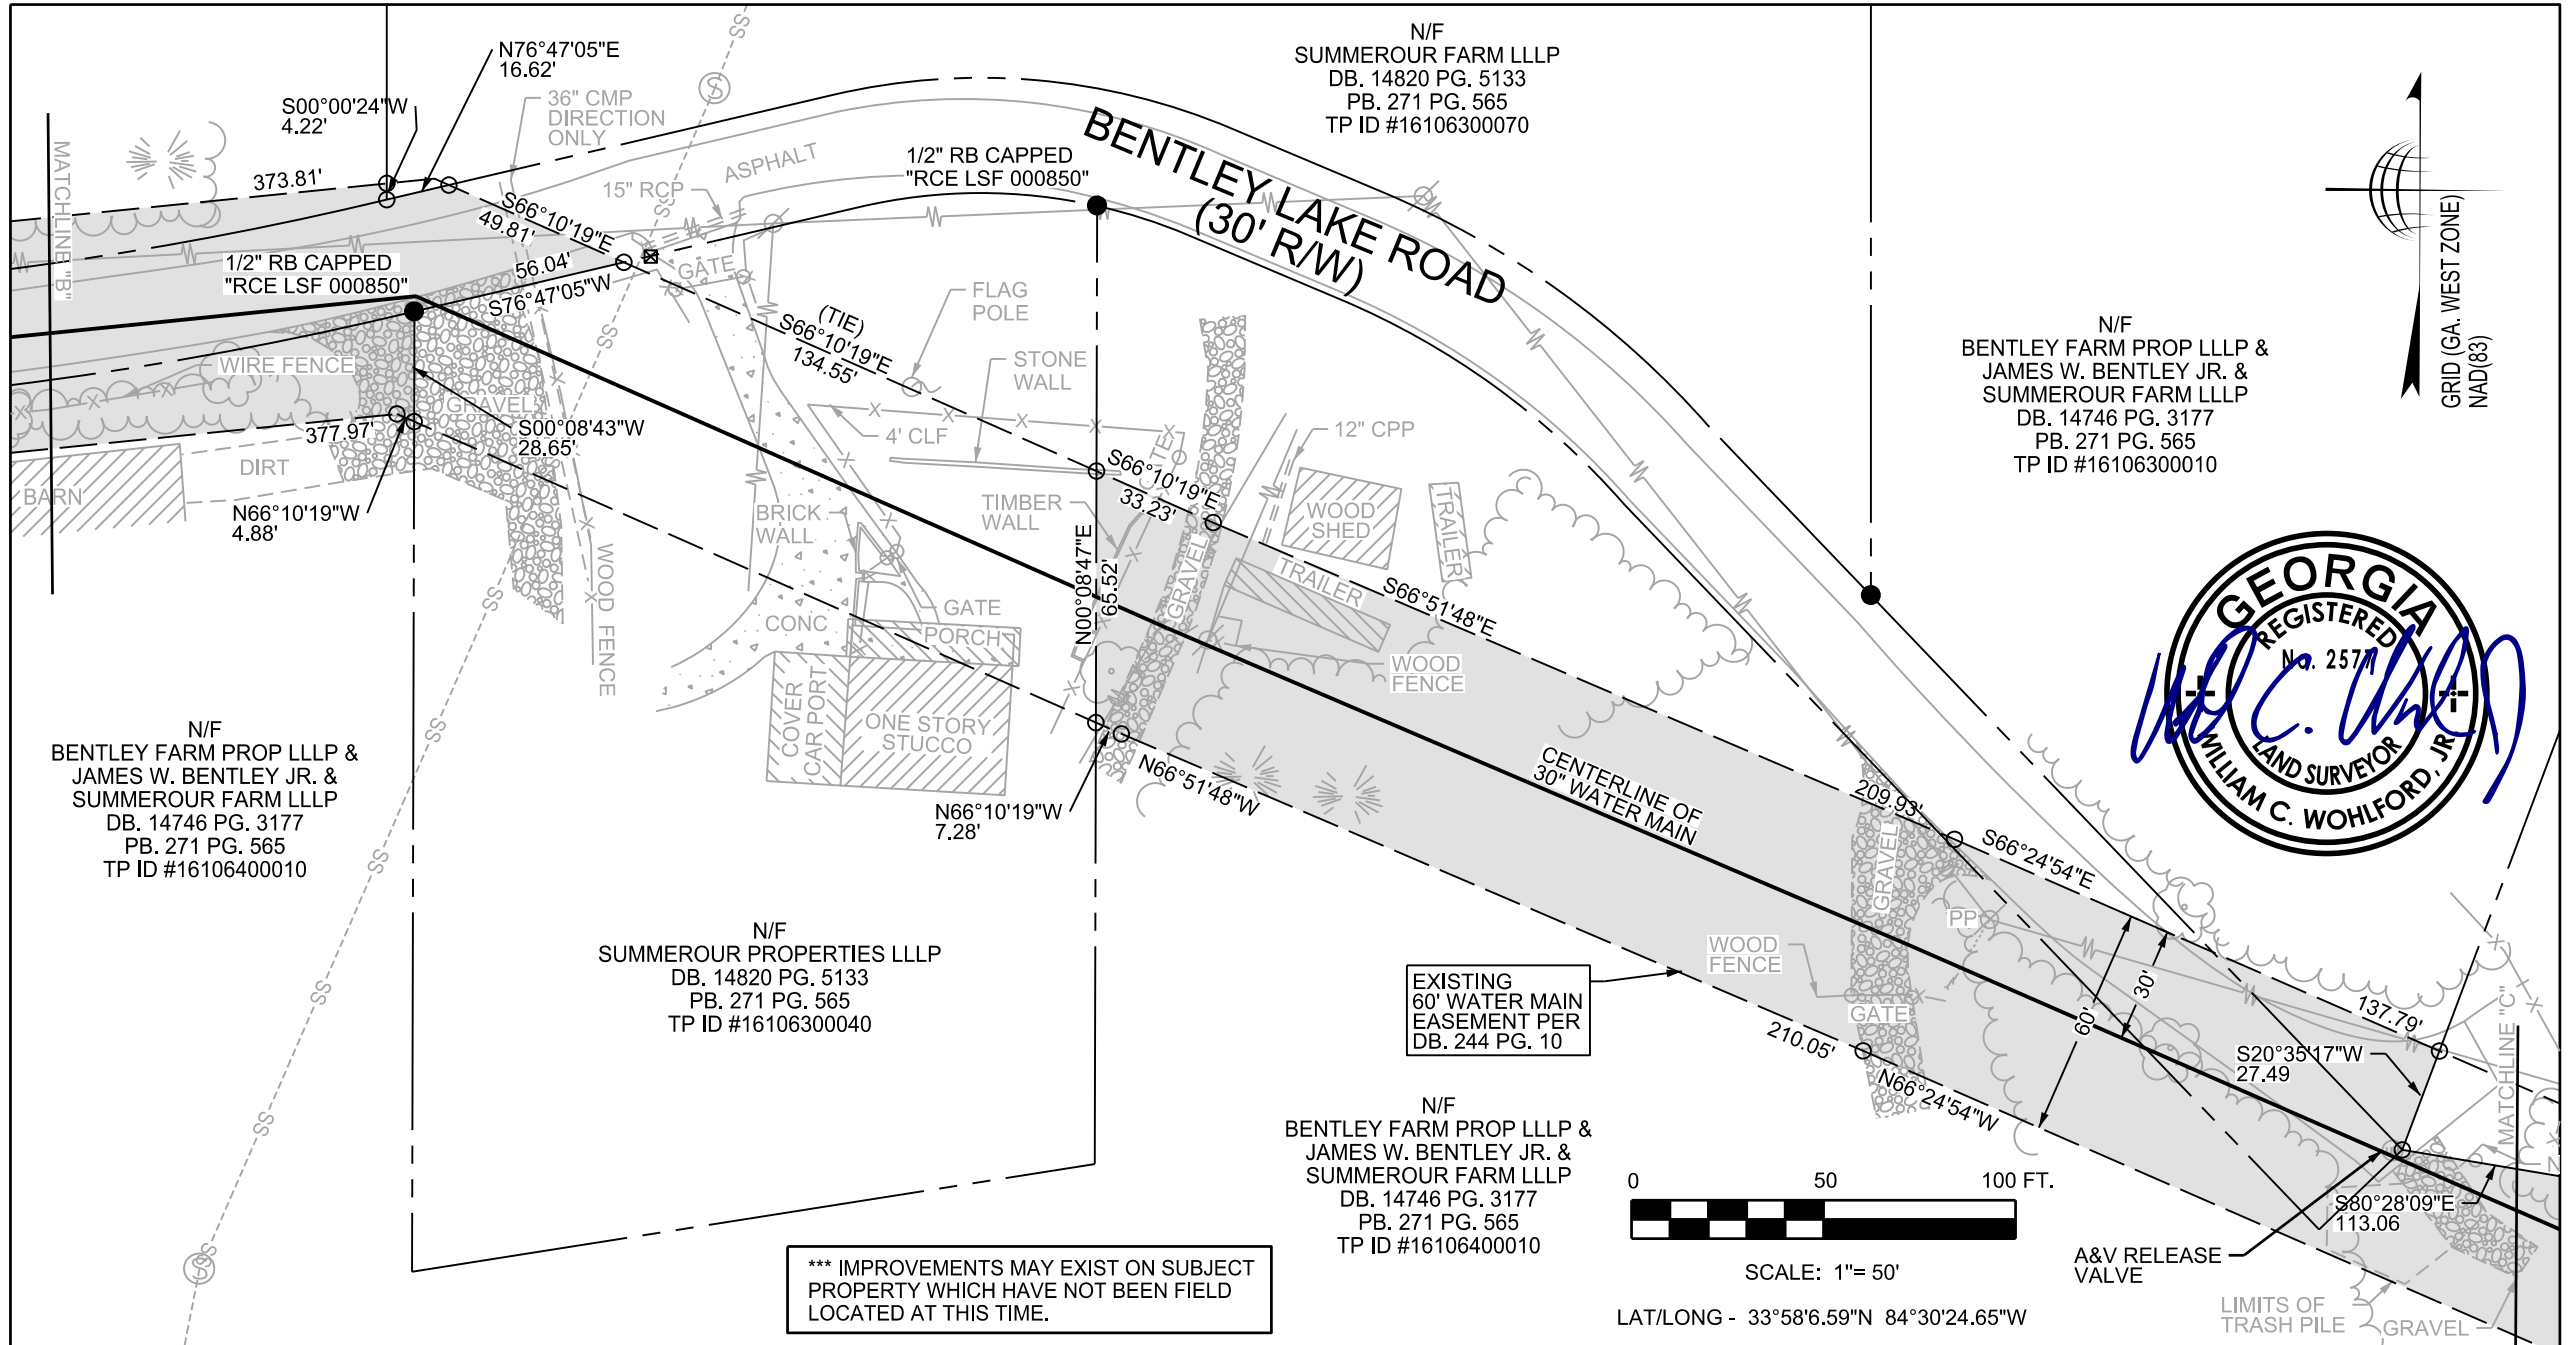 N/F
SUMMEROUR FARM LLLP
DB. 14820 PG. 5133
PB. 271 PG. 565
TP ID #16106300070
N76°47'05"E
16.62'
S00°00'24"W
4.22'
36" CMP
DIRECTION
ONLY
SS
S
MATCHLINE "B"
373.81'
15" RCP
ASPHALT
1/2" RB CAPPED
"RCE LSF 000850"
BENTLEY LAKE ROAD
(30' R/W)
GRID (GA. WEST ZONE)
NAD(83)
S66°10'19"E
49.81'
SS
1/2" RB CAPPED
"RCE LSF 000850"
56.04'
S76°47'05"W
GATE
FLAG
POLE
(TIE)
S66°10'19"E
134.55'
SS
STONE
WALL
WIRE FENCE
GRAVEL
377.97'
S00°08'43"W
28.65'
4' CLF
12" CPP
N/F
BENTLEY FARM PROP LLLP &
JAMES W. BENTLEY JR. &
SUMMEROUR FARM LLLP
DB. 14746 PG. 3177
PB. 271 PG. 565
TP ID #16106300010
DIRT
BARN
N66°10'19"W
4.88'
S66°10'19"E
33.23'
TIMBER
WALL
BRICK
WALL
WOOD
SHED
TRAILER
GRAVEL
TRAILER
N00°08'47"E
65.52'
S66°51'48"E
WOOD FENCE
SS
GATE
CONC
PORCH
WOOD
FENCE
COVER
CAR PORT
ONE STORY
STUCCO
GEORGIA
REGISTERED
No. 2577
LAND SURVEYOR
WILLIAM C. WOHLFORD, JR
N/F
BENTLEY FARM PROP LLLP &
JAMES W. BENTLEY JR. &
SUMMEROUR FARM LLLP
DB. 14746 PG. 3177
PB. 271 PG. 565
TP ID #16106400010
SS
SS
N66°10'19"W
7.28'
N66°51'48"W
CENTERLINE OF
30" WATER MAIN
209.93'
S66°24'54"E
GRAVEL
PP
N/F
SUMMEROUR PROPERTIES LLLP
DB. 14820 PG. 5133
PB. 271 PG. 565
TP ID #16106300040
WOOD
FENCE
GATE
EXISTING
60' WATER MAIN
EASEMENT PER
DB. 244 PG. 10
210.05'
60'
30'
137.79'
S20°35'17"W
27.49
MATCHLINE "C"
N66°24'54"W
SS
SS
S
SS
N/F
BENTLEY FARM PROP LLLP &
JAMES W. BENTLEY JR. &
SUMMEROUR FARM LLLP
DB. 14746 PG. 3177
PB. 271 PG. 565
TP ID #16106400010
0 50 100 FT.
SCALE: 1"= 50'
LAT/LONG - 33°58'6.59"N 84°30'24.65"W
S80°28'09"E
113.06
A&V RELEASE
VALVE
LIMITS OF
TRASH PILE
GRAVEL
*** IMPROVEMENTS MAY EXIST ON SUBJECT
PROPERTY WHICH HAVE NOT BEEN FIELD
LOCATED AT THIS TIME.